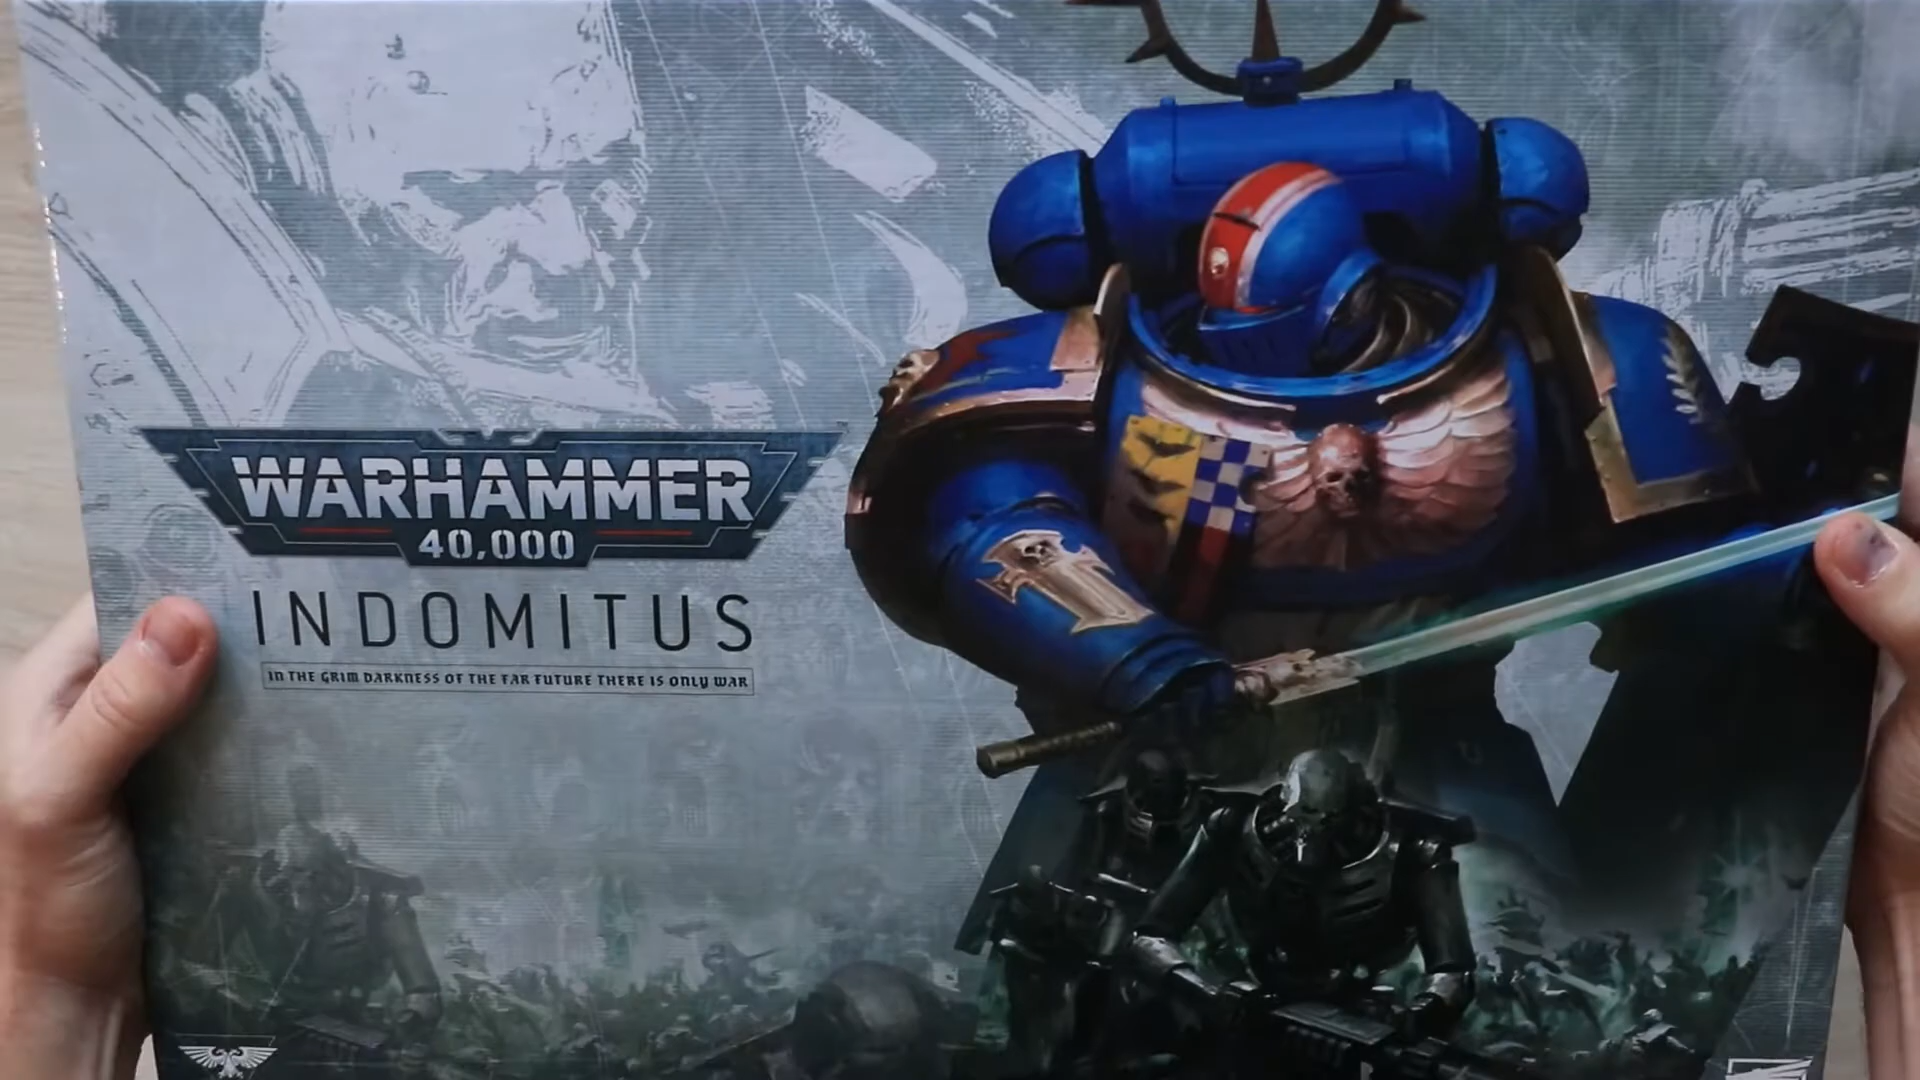 WARHAMMER
40,000
INDOMITUS
IN THE GRIM DARKNESS OF THE FAR FUTURE THERE IS ONLY WAR